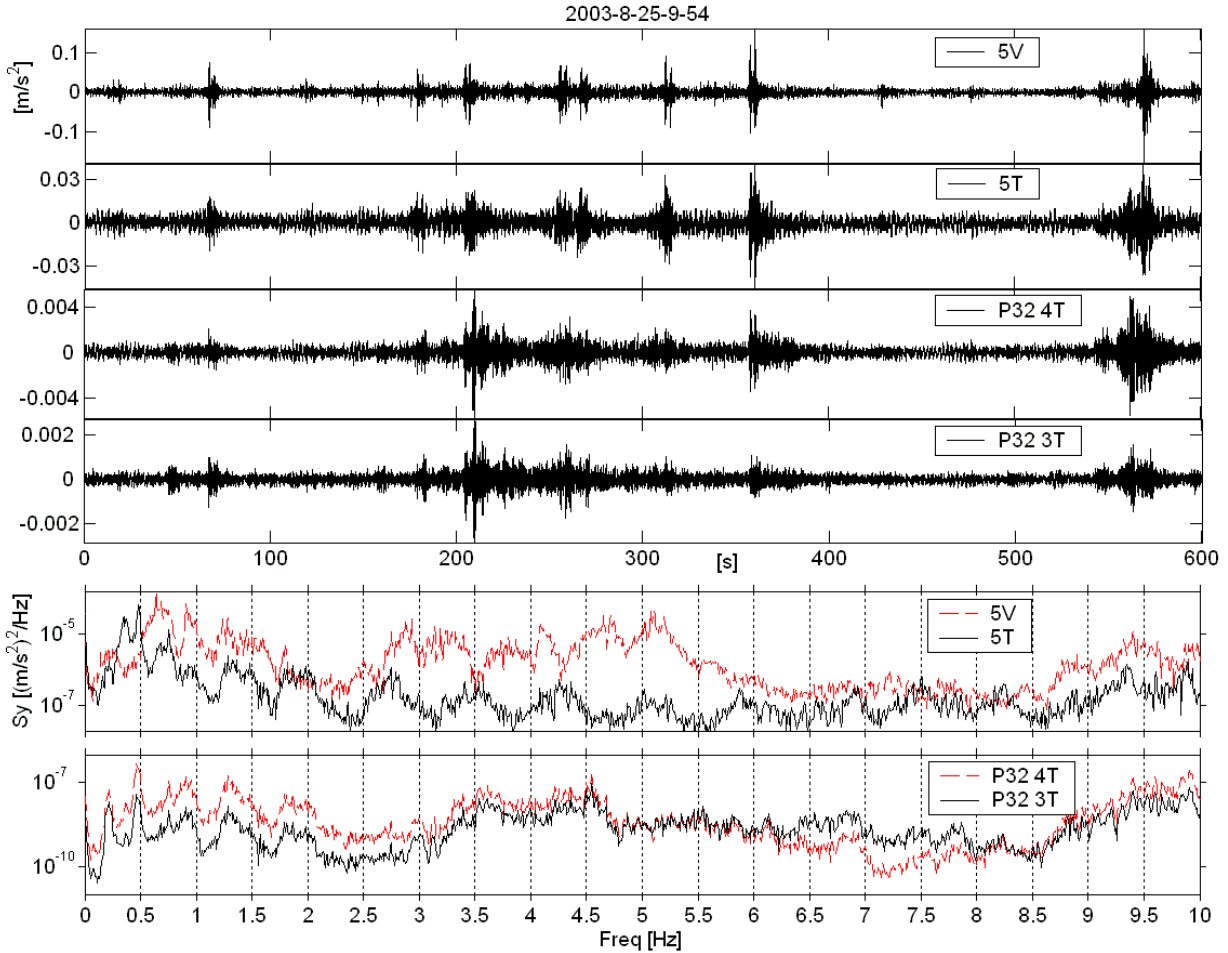 2003-8-25-9-54
[m/s²]
0.1
0
-0.1
5V
0.03
0
-0.03
5T
0.004
0
-0.004
P32 4T
0.002
0
-0.002
P32 3T
0 100 200 300 400 500 600
[s]
Sy [(m/s²)²/Hz]
10⁻⁵
10⁻⁷
5V
5T
10⁻⁷
10⁻¹⁰
P32 4T
P32 3T
0 0.5 1 1.5 2 2.5 3 3.5 4 4.5 5 5.5 6 6.5 7 7.5 8 8.5 9 9.5 10
Freq [Hz]